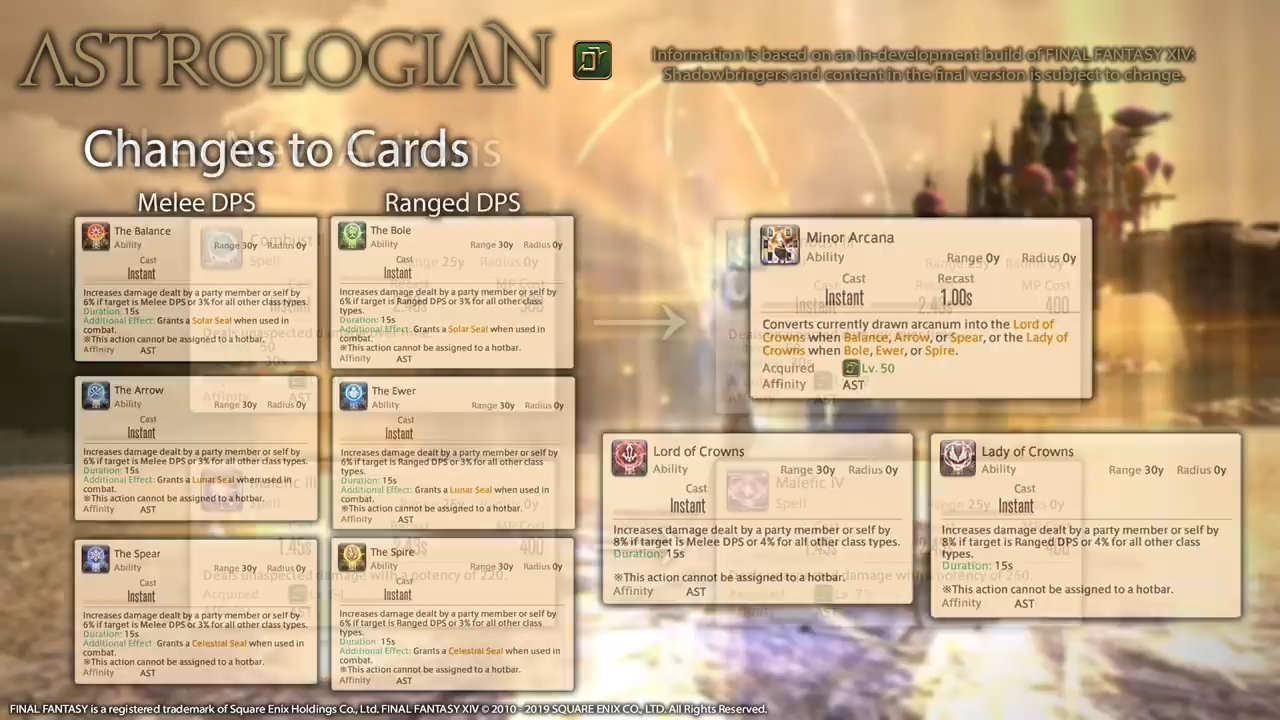 ASTROLOGIAN
Information is based on an in-development build of FINAL FANTASY XIV:
Shadowbringers and content in the final version is subject to change.
Changes to Cards
Melee DPS
Ranged DPS
The Balance
Ability
Range 30y Radius 0y
Cast
Instant
Increases damage dealt by a party member or self by
6% if target is Melee DPS or 3% for all other class types.
Duration: 15s
Additional Effect: Grants a Solar Seal when used in
combat.
※This action cannot be assigned to a hotbar.
Affinity AST
The Bole
Ability
Range 30y Radius 0y
Cast
Instant
Increases damage dealt by a party member or self by
6% if target is Ranged DPS or 3% for all other class
types.
Duration: 15s
Additional Effect: Grants a Solar Seal when used in
combat.
※This action cannot be assigned to a hotbar.
Affinity AST
The Arrow
Ability
Range 30y Radius 0y
Cast
Instant
Increases damage dealt by a party member or self by
6% if target is Melee DPS or 3% for all other class types.
Duration: 15s
Additional Effect: Grants a Lunar Seal when used in
combat.
※This action cannot be assigned to a hotbar.
Affinity AST
The Ewer
Ability
Range 30y Radius 0y
Cast
Instant
Increases damage dealt by a party member or self by
6% if target is Ranged DPS or 3% for all other class
types.
Duration: 15s
Additional Effect: Grants a Lunar Seal when used in
combat.
※This action cannot be assigned to a hotbar.
Affinity AST
The Spear
Ability
Range 30y Radius 0y
Cast
Instant
Increases damage dealt by a party member or self by
6% if target is Melee DPS or 3% for all other class types.
Duration: 15s
Additional Effect: Grants a Celestial Seal when used in
combat.
※This action cannot be assigned to a hotbar.
Affinity AST
The Spire
Ability
Range 30y Radius 0y
Cast
Instant
Increases damage dealt by a party member or self by
6% if target is Ranged DPS or 3% for all other class
types.
Duration: 15s
Additional Effect: Grants a Celestial Seal when used in
combat.
※This action cannot be assigned to a hotbar.
Affinity AST
Minor Arcana
Ability
Range 0y Radius 0y
Cast Recast
Instant 1.00s
Converts currently drawn arcanum into the Lord of
Crowns when Balance, Arrow, or Spear, or the Lady of
Crowns when Bole, Ewer, or Spire.
Acquired Lv. 50
Affinity AST
Lord of Crowns
Ability
Range 30y Radius 0y
Cast
Instant
Increases damage dealt by a party member or self by
8% if target is Melee DPS or 4% for all other class types.
Duration: 15s
※This action cannot be assigned to a hotbar.
Affinity AST
Lady of Crowns
Ability
Range 30y Radius 0y
Cast
Instant
Increases damage dealt by a party member or self by
8% if target is Ranged DPS or 4% for all other class
types.
Duration: 15s
※This action cannot be assigned to a hotbar.
Affinity AST
Malefic IV
Spell
Deals unaspected damage with a potency of 220.
FINAL FANTASY is a registered trademark of Square Enix Holdings Co., Ltd. FINAL FANTASY XIV © 2010 - 2019 SQUARE ENIX CO., LTD. All Rights Reserved.